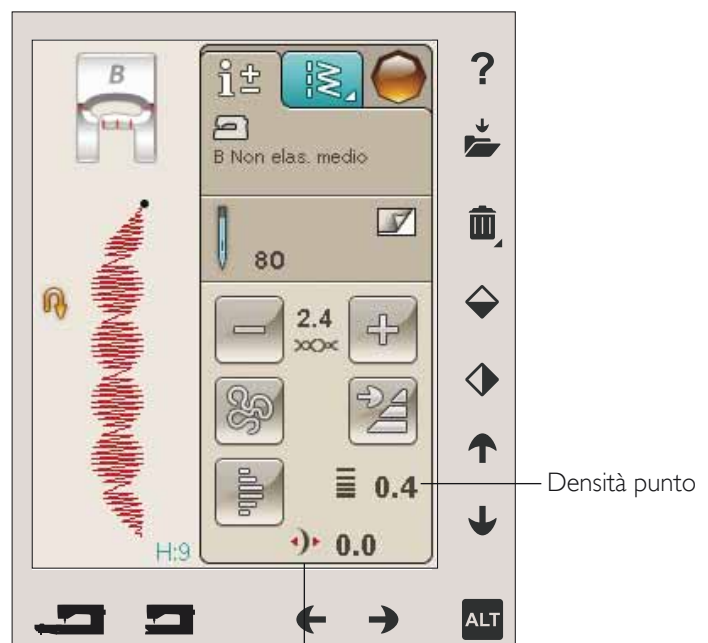 B
?
i±
B Non elas. medio
80
2.4
0.4
Densità punto
0.0
H:9
ALT